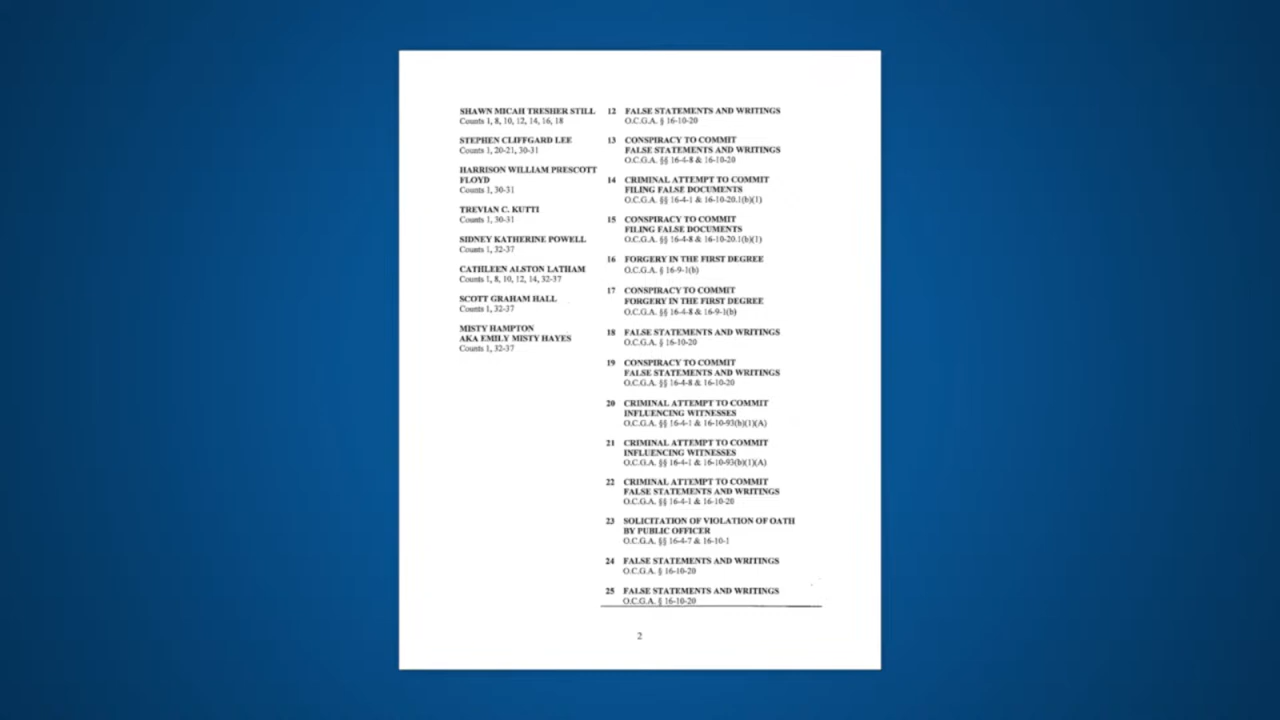 SHAWN MICAH TRESHER STILL
Counts 1, 8, 10, 12, 14, 16, 18
STEPHEN CLIFFGARD LEE
Counts 1, 20-21, 30-31
HARRISON WILLIAM PRESCOTT
FLOYD
Counts 1, 30-31
TREVIAN C. KUTTI
Counts 1, 30-31
SIDNEY KATHERINE POWELL
Counts 1, 32-37
CATHLEEN ALSTON LATHAM
Counts 1, 8, 10, 12, 14, 32-37
SCOTT GRAHAM HALL
Counts 1, 32-37
MISTY HAMPTON
AKA EMILY MISTY HAYES
Counts 1, 32-37
12 FALSE STATEMENTS AND WRITINGS
O.C.G.A. § 16-10-20
13 CONSPIRACY TO COMMIT
FALSE STATEMENTS AND WRITINGS
O.C.G.A. §§ 16-4-8 & 16-10-20
14 CRIMINAL ATTEMPT TO COMMIT
FILING FALSE DOCUMENTS
O.C.G.A. §§ 16-4-1 & 16-10-20.1(b)(1)
15 CONSPIRACY TO COMMIT
FILING FALSE DOCUMENTS
O.C.G.A. §§ 16-4-8 & 16-10-20.1(b)(1)
16 FORGERY IN THE FIRST DEGREE
O.C.G.A. § 16-9-1(b)
17 CONSPIRACY TO COMMIT
FORGERY IN THE FIRST DEGREE
O.C.G.A. §§ 16-4-8 & 16-9-1(b)
18 FALSE STATEMENTS AND WRITINGS
O.C.G.A. § 16-10-20
19 CONSPIRACY TO COMMIT
FALSE STATEMENTS AND WRITINGS
O.C.G.A. §§ 16-4-8 & 16-10-20
20 CRIMINAL ATTEMPT TO COMMIT
INFLUENCING WITNESSES
O.C.G.A. §§ 16-4-1 & 16-10-93(b)(1)(A)
21 CRIMINAL ATTEMPT TO COMMIT
INFLUENCING WITNESSES
O.C.G.A. §§ 16-4-1 & 16-10-93(b)(1)(A)
22 CRIMINAL ATTEMPT TO COMMIT
FALSE STATEMENTS AND WRITINGS
O.C.G.A. §§ 16-4-1 & 16-10-20
23 SOLICITATION OF VIOLATION OF OATH
BY PUBLIC OFFICER
O.C.G.A. §§ 16-4-7 & 16-10-1
24 FALSE STATEMENTS AND WRITINGS
O.C.G.A. § 16-10-20
25 FALSE STATEMENTS AND WRITINGS
O.C.G.A. § 16-10-20
2